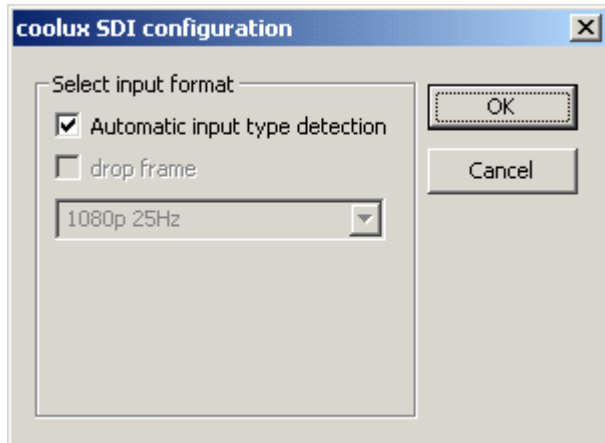 coolux SDI configuration
Select input format
Automatic input type detection
OK
drop frame
Cancel
1080p 25Hz